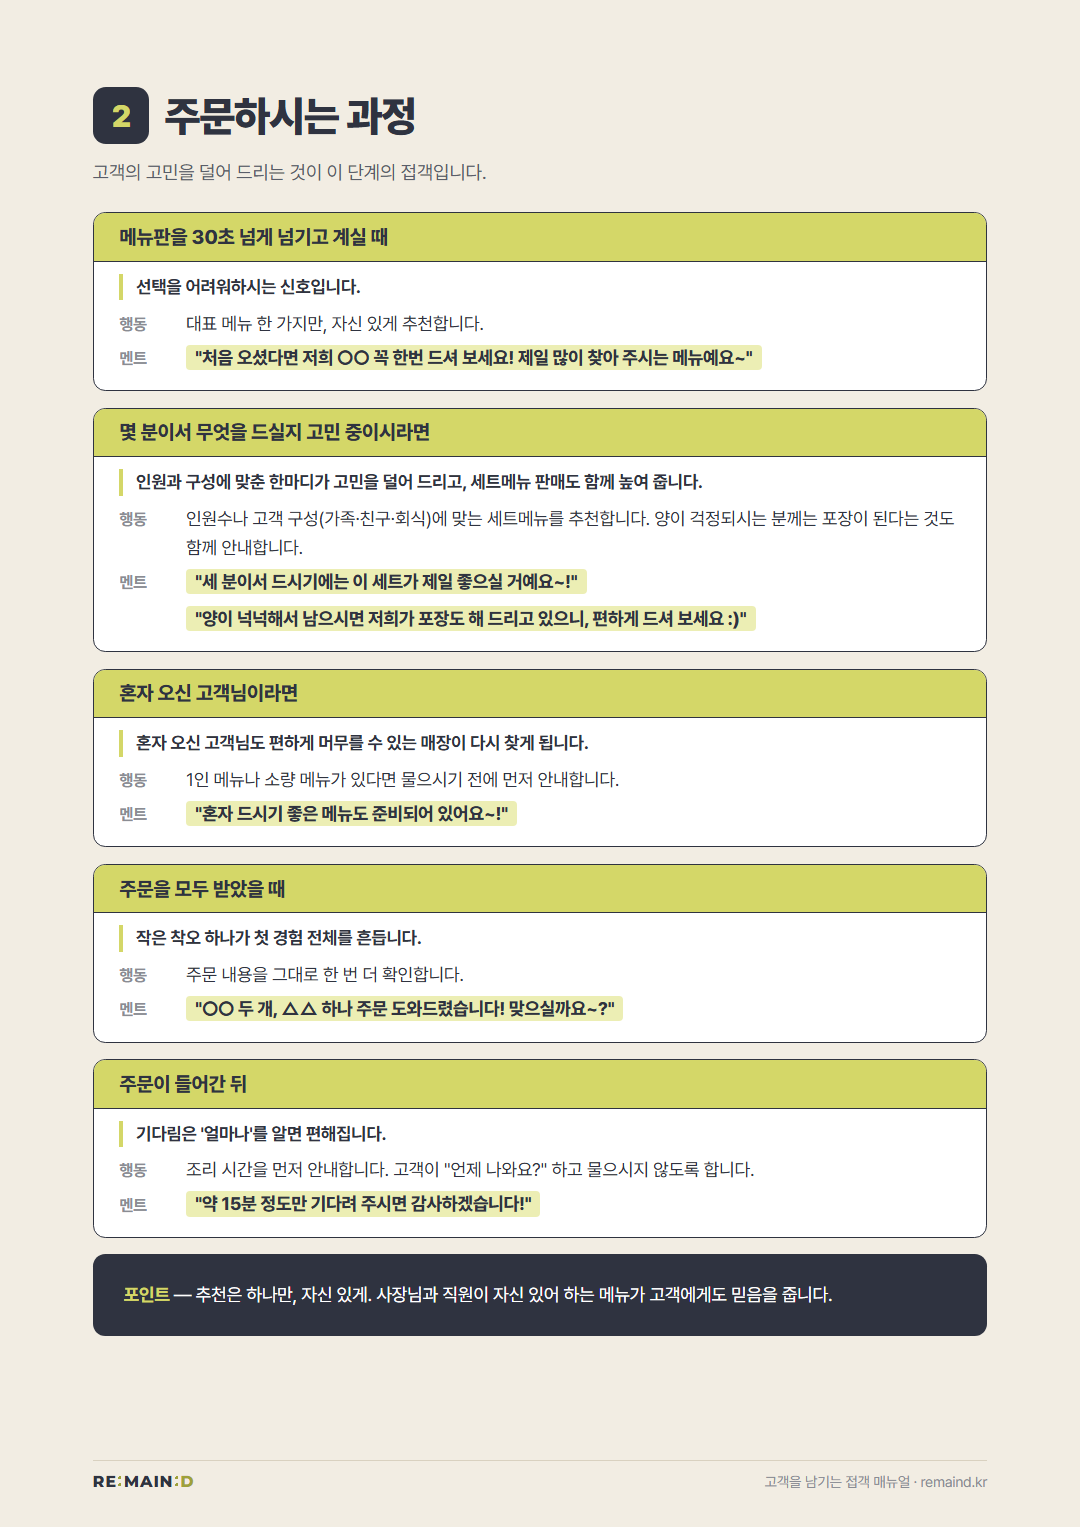 2 주문하시는 과정
고객의 고민을 덜어 드리는 것이 이 단계의 접객입니다.
메뉴판을 30초 넘게 넘기고 계실 때
선택을 어려워하시는 신호입니다.
행동 대표 메뉴 한 가지만, 자신 있게 추천합니다.
멘트 "처음 오셨다면 저희 〇〇 꼭 한번 드셔 보세요! 제일 많이 찾아 주시는 메뉴예요~"
몇 분이서 무엇을 드실지 고민 중이시라면
인원과 구성에 맞춘 한마디가 고민을 덜어 드리고, 세트메뉴 판매도 함께 높여 줍니다.
행동 인원수나 고객 구성(가족·친구·회식)에 맞는 세트메뉴를 추천합니다. 양이 걱정되시는 분께는 포장이 된다는 것도
함께 안내합니다.
멘트 "세 분이서 드시기에는 이 세트가 제일 좋으실 거예요~!"
"양이 넉넉해서 남으시면 저희가 포장도 해 드리고 있으니, 편하게 드셔 보세요 :)"
혼자 오신 고객님이라면
혼자 오신 고객님도 편하게 머무를 수 있는 매장이 다시 찾게 됩니다.
행동 1인 메뉴나 소량 메뉴가 있다면 물으시기 전에 먼저 안내합니다.
멘트 "혼자 드시기 좋은 메뉴도 준비되어 있어요~!"
주문을 모두 받았을 때
작은 착오 하나가 첫 경험 전체를 흔듭니다.
행동 주문 내용을 그대로 한 번 더 확인합니다.
멘트 "〇〇 두 개, △△ 하나 주문 도와드렸습니다! 맞으실까요~?"
주문이 들어간 뒤
기다림은 '얼마나'를 알면 편해집니다.
행동 조리 시간을 먼저 안내합니다. 고객이 "언제 나와요?" 하고 물으시지 않도록 합니다.
멘트 "약 15분 정도만 기다려 주시면 감사하겠습니다!"
포인트 — 추천은 하나만, 자신 있게. 사장님과 직원이 자신 있어 하는 메뉴가 고객에게도 믿음을 줍니다.
RE:MAIN:D
고객을 남기는 접객 매뉴얼 · remaind.kr